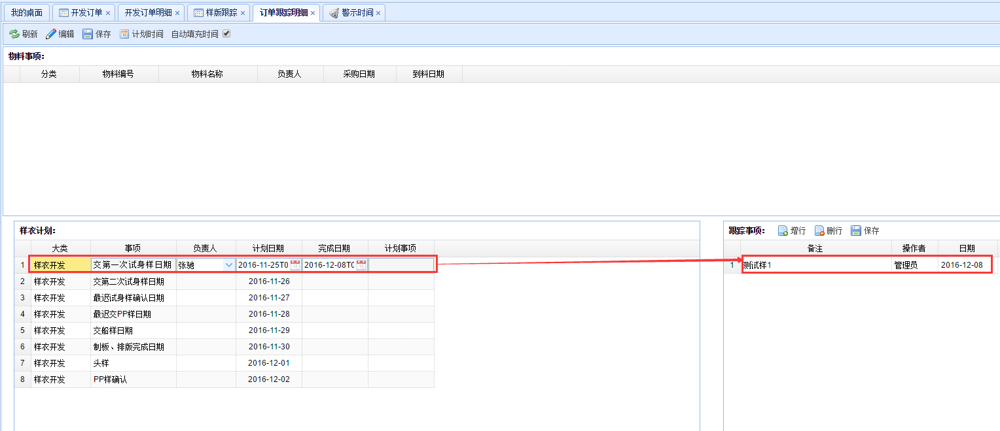 我的桌面 开发订单 × 开发订单明细 × 样版跟踪 × 订单跟踪明细 × 警示时间 ×
刷新 编辑 保存 计划时间 自动填充时间
物料事项:
分类 物料编号 物料名称 负责人 采购日期 到料日期
样衣计划:
大类 事项 负责人 计划日期 完成日期 计划事项
1 样衣开发 交第一次试身样日期 张驰 2016-11-25T0 2016-12-08T0
2 样衣开发 交第二次试身样日期 2016-11-26
3 样衣开发 最迟试身样确认日期 2016-11-27
4 样衣开发 最迟交PP样日期 2016-11-28
5 样衣开发 交船样日期 2016-11-29
6 样衣开发 制板、排版完成日期 2016-11-30
7 样衣开发 头样 2016-12-01
8 样衣开发 PP样确认 2016-12-02
跟踪事项: 增行 删行 保存
备注 操作者 日期
1 测试样1 管理员 2016-12-08